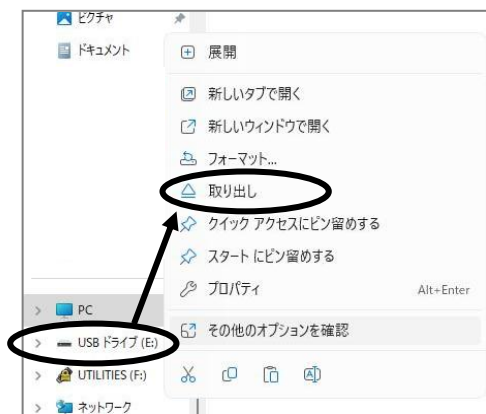 ピクチャ
ドキュメント
展開
新しいタブで開く
新しいウィンドウで開く
フォーマット...
取り出し
クイック アクセスにピン留めする
スタート にピン留めする
プロパティ Alt+Enter
PC
その他のオプションを確認
USB ドライブ (E:)
UTILITIES (F:)
ネットワーク